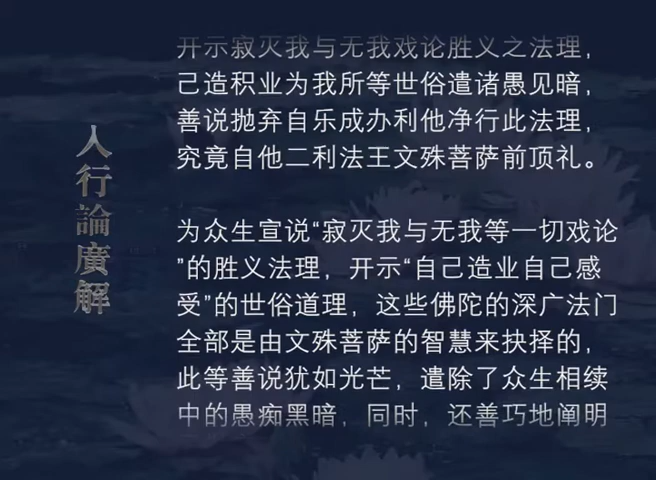 入行論廣解
开示寂灭我与无我戏论胜义之法理，
己造积业为我所等世俗遣诸愚见暗，
善说抛弃自乐成办利他净行此法理，
究竟自他二利法王文殊菩萨前顶礼。
为众生宣说“寂灭我与无我等一切戏论
”的胜义法理，开示“自己造业自己感
受”的世俗道理，这些佛陀的深广法门
全部是由文殊菩萨的智慧来抉择的，
此等善说犹如光芒，遣除了众生相续
中的愚痴黑暗，同时，还善巧地阐明